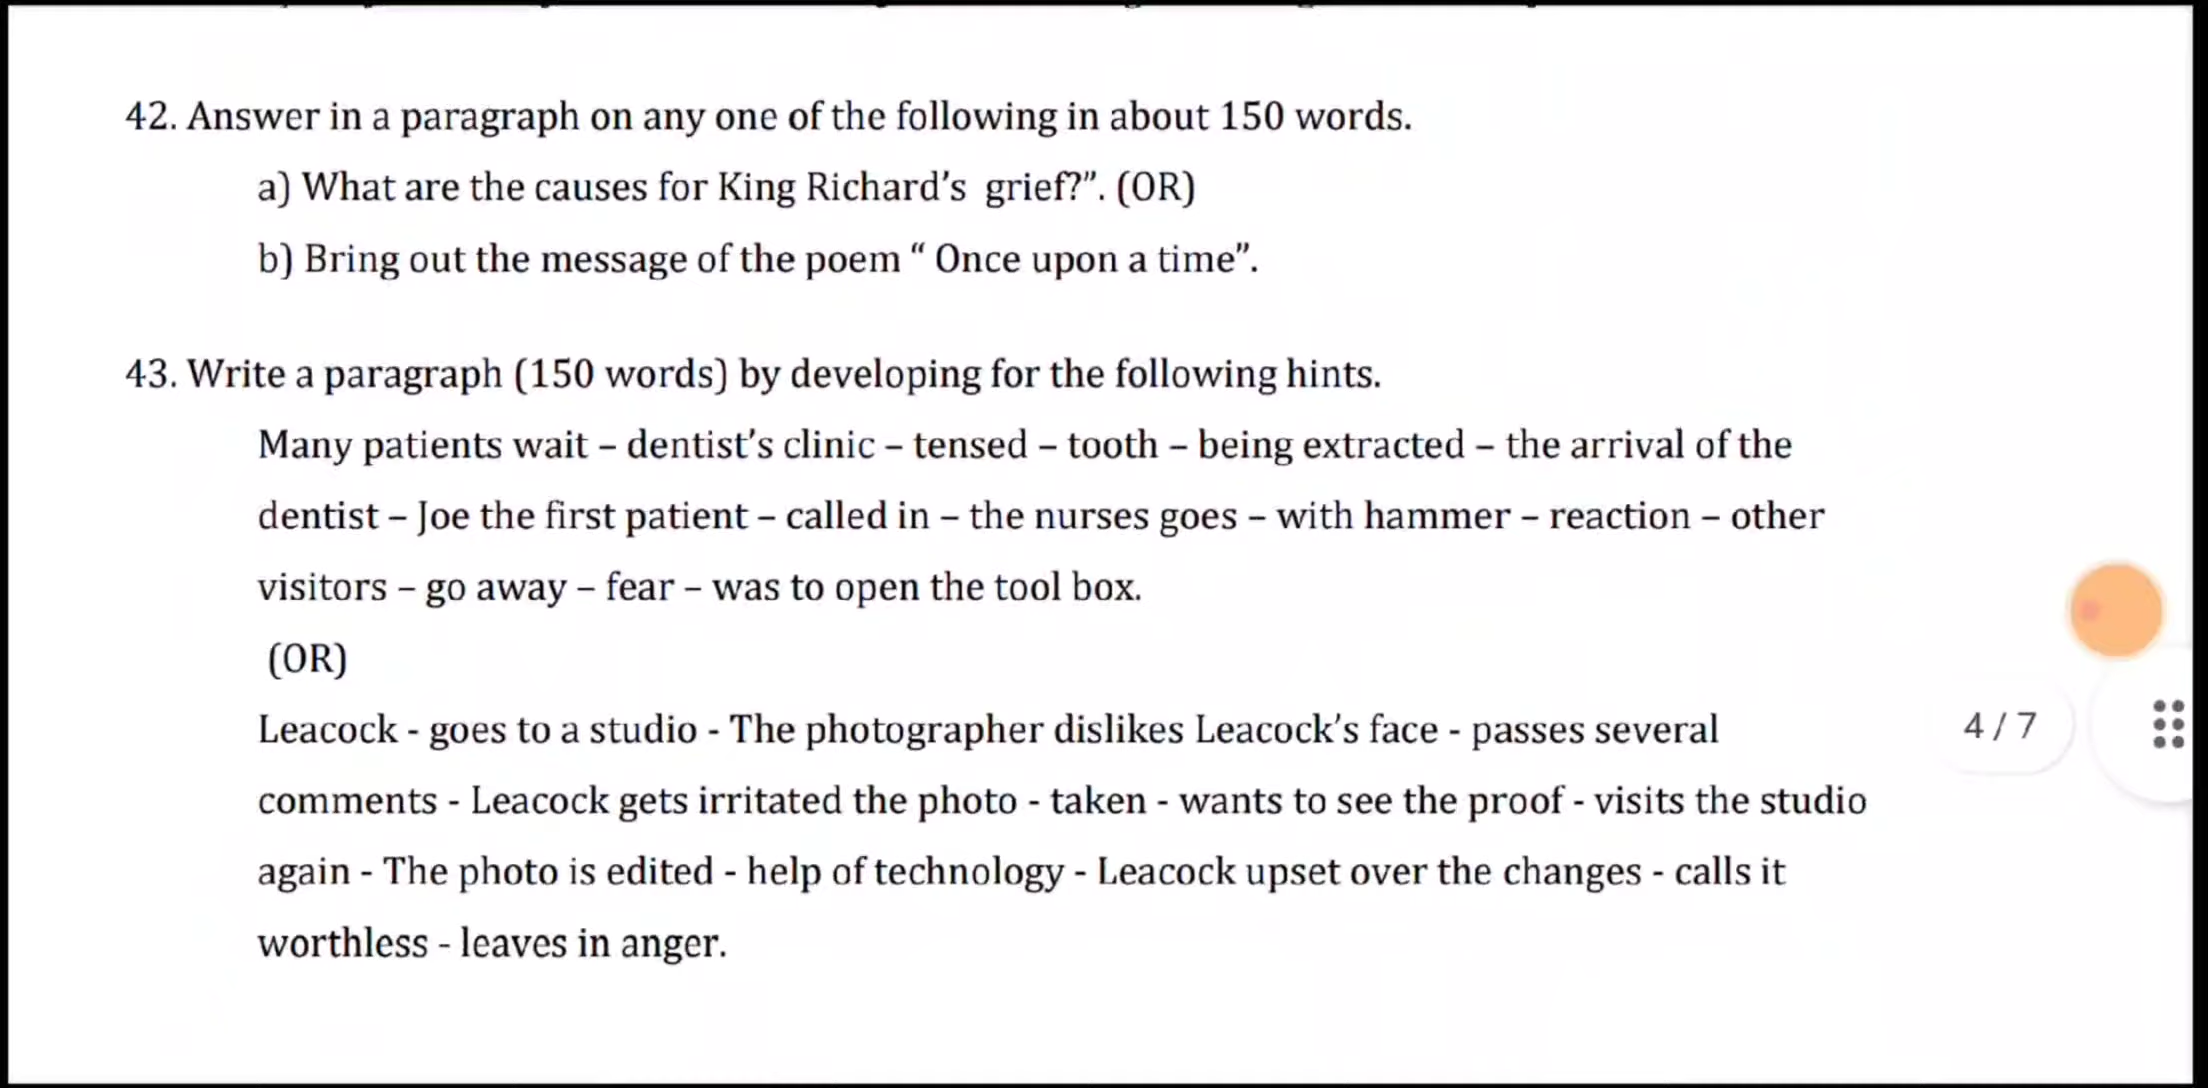 42. Answer in a paragraph on any one of the following in about 150 words.
a) What are the causes for King Richard’s grief?”. (OR)
b) Bring out the message of the poem “ Once upon a time”.
43. Write a paragraph (150 words) by developing for the following hints.
Many patients wait – dentist’s clinic – tensed – tooth – being extracted – the arrival of the
dentist – Joe the first patient – called in – the nurses goes – with hammer – reaction – other
visitors – go away – fear – was to open the tool box.
(OR)
Leacock - goes to a studio - The photographer dislikes Leacock’s face - passes several
4 / 7
comments - Leacock gets irritated the photo - taken - wants to see the proof - visits the studio
again - The photo is edited - help of technology - Leacock upset over the changes - calls it
worthless - leaves in anger.